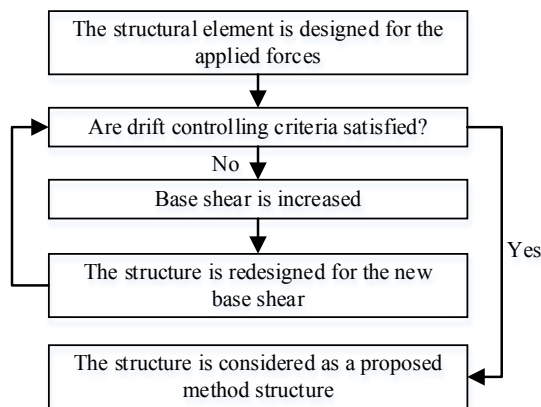 The structural element is designed for the
applied forces
Are drift controlling criteria satisfied?
No
Base shear is increased
Yes
The structure is redesigned for the new
base shear
The structure is considered as a proposed
method structure